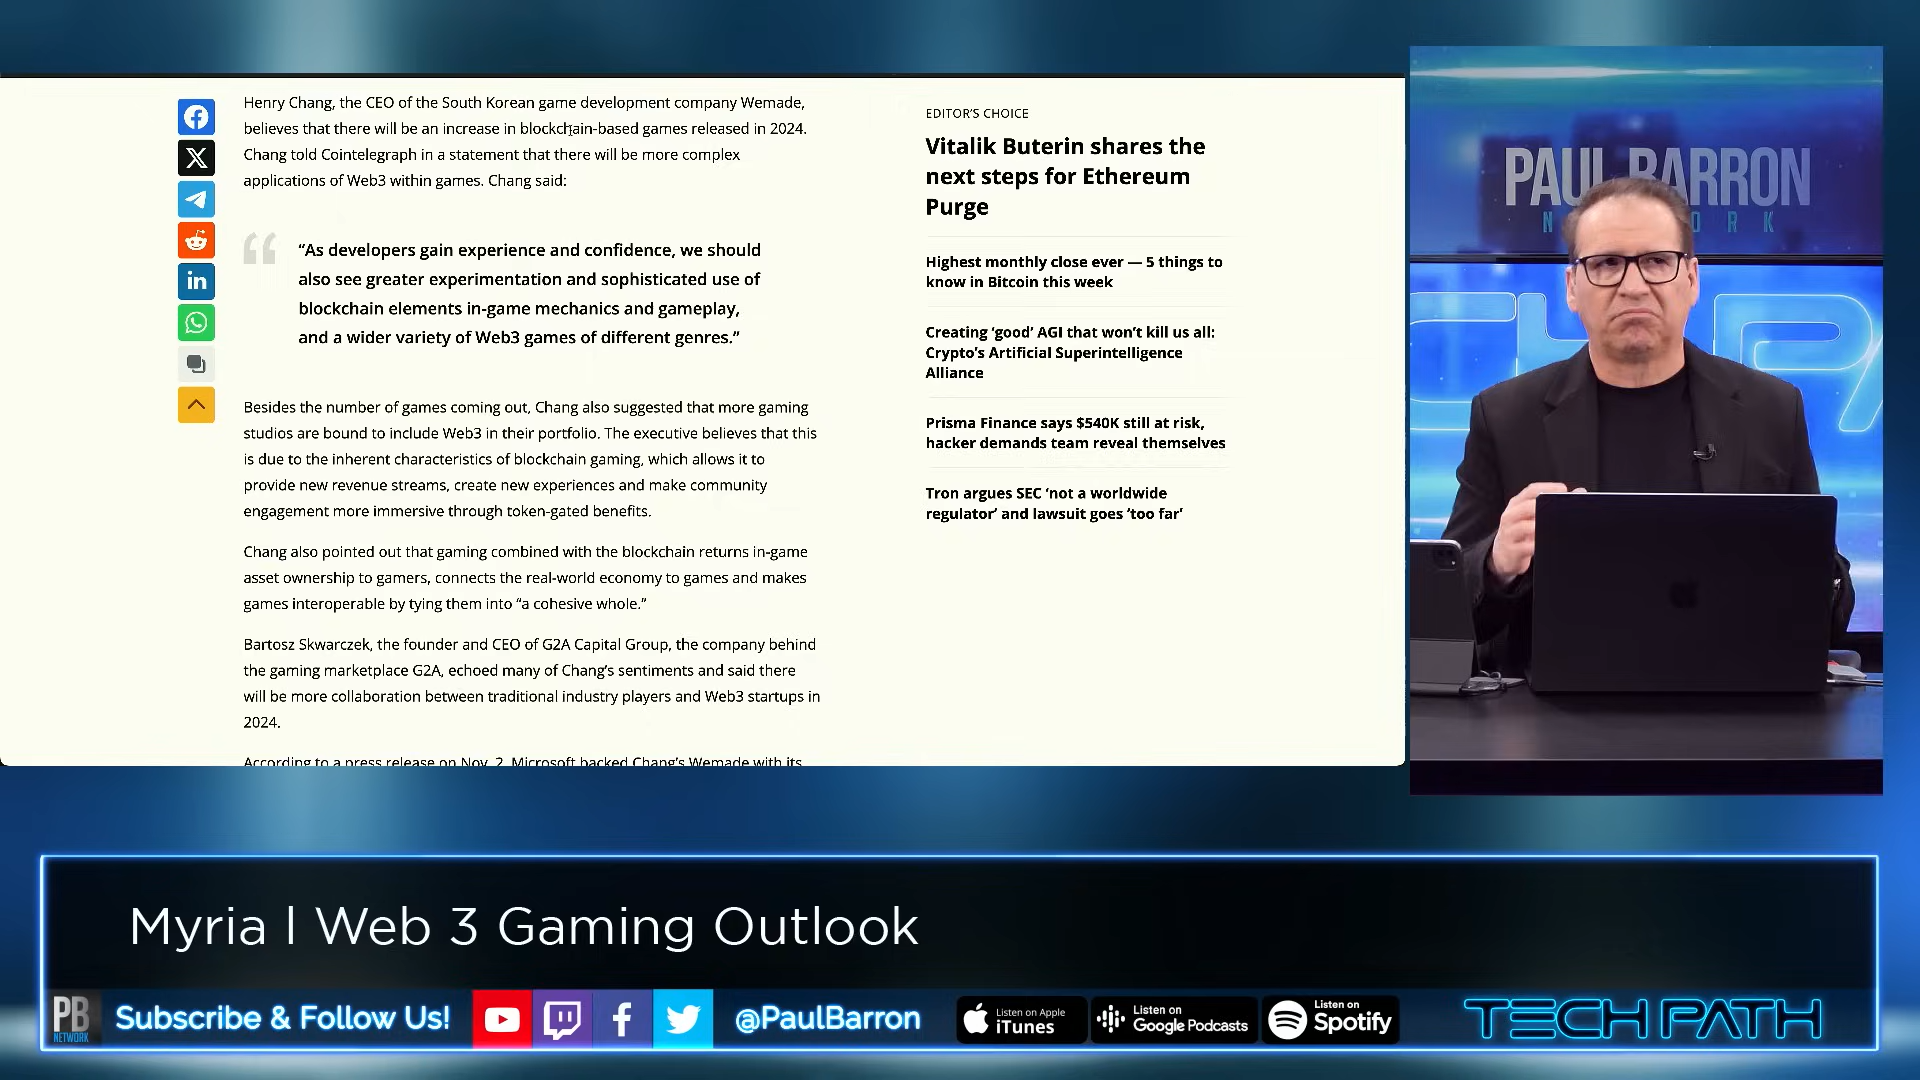 Henry Chang, the CEO of the South Korean game development company Wemade,
believes that there will be an increase in blockchain-based games released in 2024.
Chang told Cointelegraph in a statement that there will be more complex
applications of Web3 within games. Chang said:
“As developers gain experience and confidence, we should
also see greater experimentation and sophisticated use of
blockchain elements in-game mechanics and gameplay,
and a wider variety of Web3 games of different genres.”
Besides the number of games coming out, Chang also suggested that more gaming
studios are bound to include Web3 in their portfolio. The executive believes that this
is due to the inherent characteristics of blockchain gaming, which allows it to
provide new revenue streams, create new experiences and make community
engagement more immersive through token-gated benefits.
Chang also pointed out that gaming combined with the blockchain returns in-game
asset ownership to gamers, connects the real-world economy to games and makes
games interoperable by tying them into “a cohesive whole.”
Bartosz Skwarczek, the founder and CEO of G2A Capital Group, the company behind
the gaming marketplace G2A, echoed many of Chang’s sentiments and said there
will be more collaboration between traditional industry players and Web3 startups in
2024.
According to a press release on Nov. 2, Microsoft backed Chang’s Wemade with its
EDITOR’S CHOICE
Vitalik Buterin shares the
next steps for Ethereum
Purge
Highest monthly close ever — 5 things to
know in Bitcoin this week
Creating ‘good’ AGI that won’t kill us all:
Crypto’s Artificial Superintelligence
Alliance
Prisma Finance says $540K still at risk,
hacker demands team reveal themselves
Tron argues SEC ‘not a worldwide
regulator’ and lawsuit goes ‘too far’
PAUL BARRON
Myria | Web 3 Gaming Outlook
PB
NETWORK
Subscribe & Follow Us!
@PaulBarron
Listen on Apple
iTunes
Listen on
Google Podcasts
Listen on
Spotify
TECH PATH